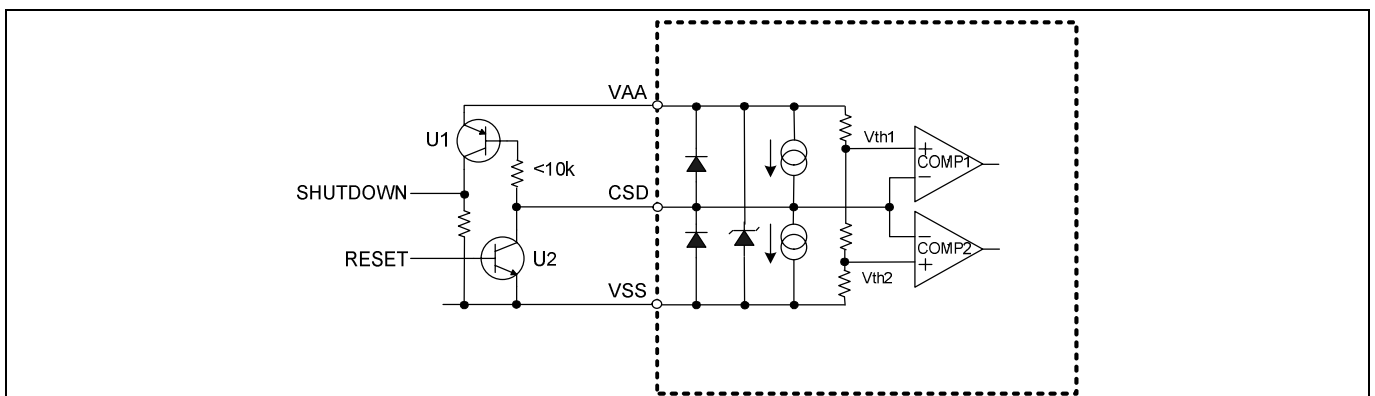 VAA
U1
Vth1
+
COMP1
−
<10k
SHUTDOWN
CSD
−
COMP2
+
RESET
U2
Vth2
VSS